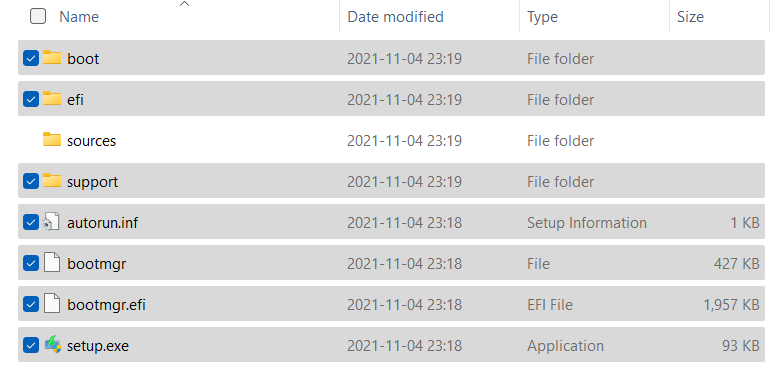 Name Date modified Type Size
boot 2021-11-04 23:19 File folder
efi 2021-11-04 23:19 File folder
sources 2021-11-04 23:19 File folder
support 2021-11-04 23:19 File folder
autorun.inf 2021-11-04 23:18 Setup Information 1 KB
bootmgr 2021-11-04 23:18 File 427 KB
bootmgr.efi 2021-11-04 23:18 EFI File 1,957 KB
setup.exe 2021-11-04 23:18 Application 93 KB